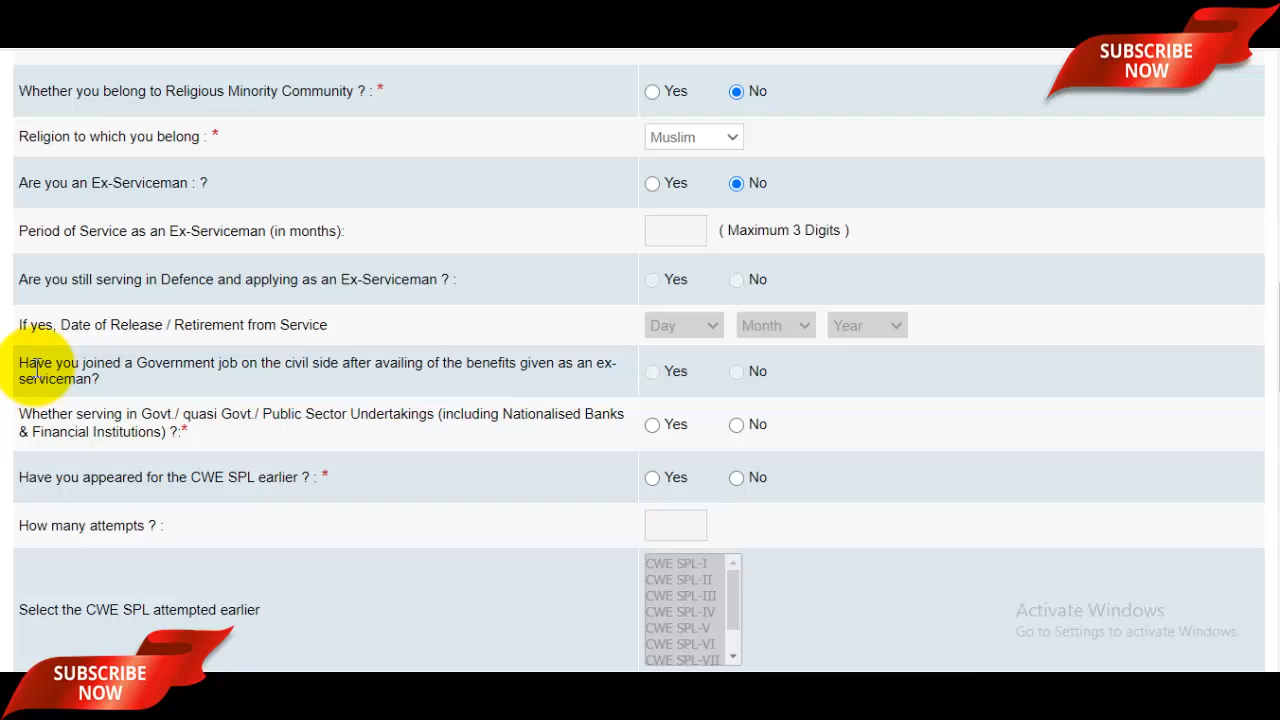 SUBSCRIBE
NOW
Whether you belong to Religious Minority Community ? : * Yes No
Religion to which you belong : * Muslim
Are you an Ex-Serviceman : ? Yes No
Period of Service as an Ex-Serviceman (in months): ( Maximum 3 Digits )
Are you still serving in Defence and applying as an Ex-Serviceman ? : Yes No
If yes, Date of Release / Retirement from Service Day Month Year
Have you joined a Government job on the civil side after availing of the benefits given as an ex-
serviceman? Yes No
Whether serving in Govt./ quasi Govt./ Public Sector Undertakings (including Nationalised Banks
& Financial Institutions) ?:* Yes No
Have you appeared for the CWE SPL earlier ? : * Yes No
How many attempts ? :
Select the CWE SPL attempted earlier
CWE SPL-I
CWE SPL-II
CWE SPL-III
CWE SPL-IV
CWE SPL-V
CWE SPL-VI
CWE SPL-VII
Activate Windows
Go to Settings to activate Windows.
SUBSCRIBE
NOW